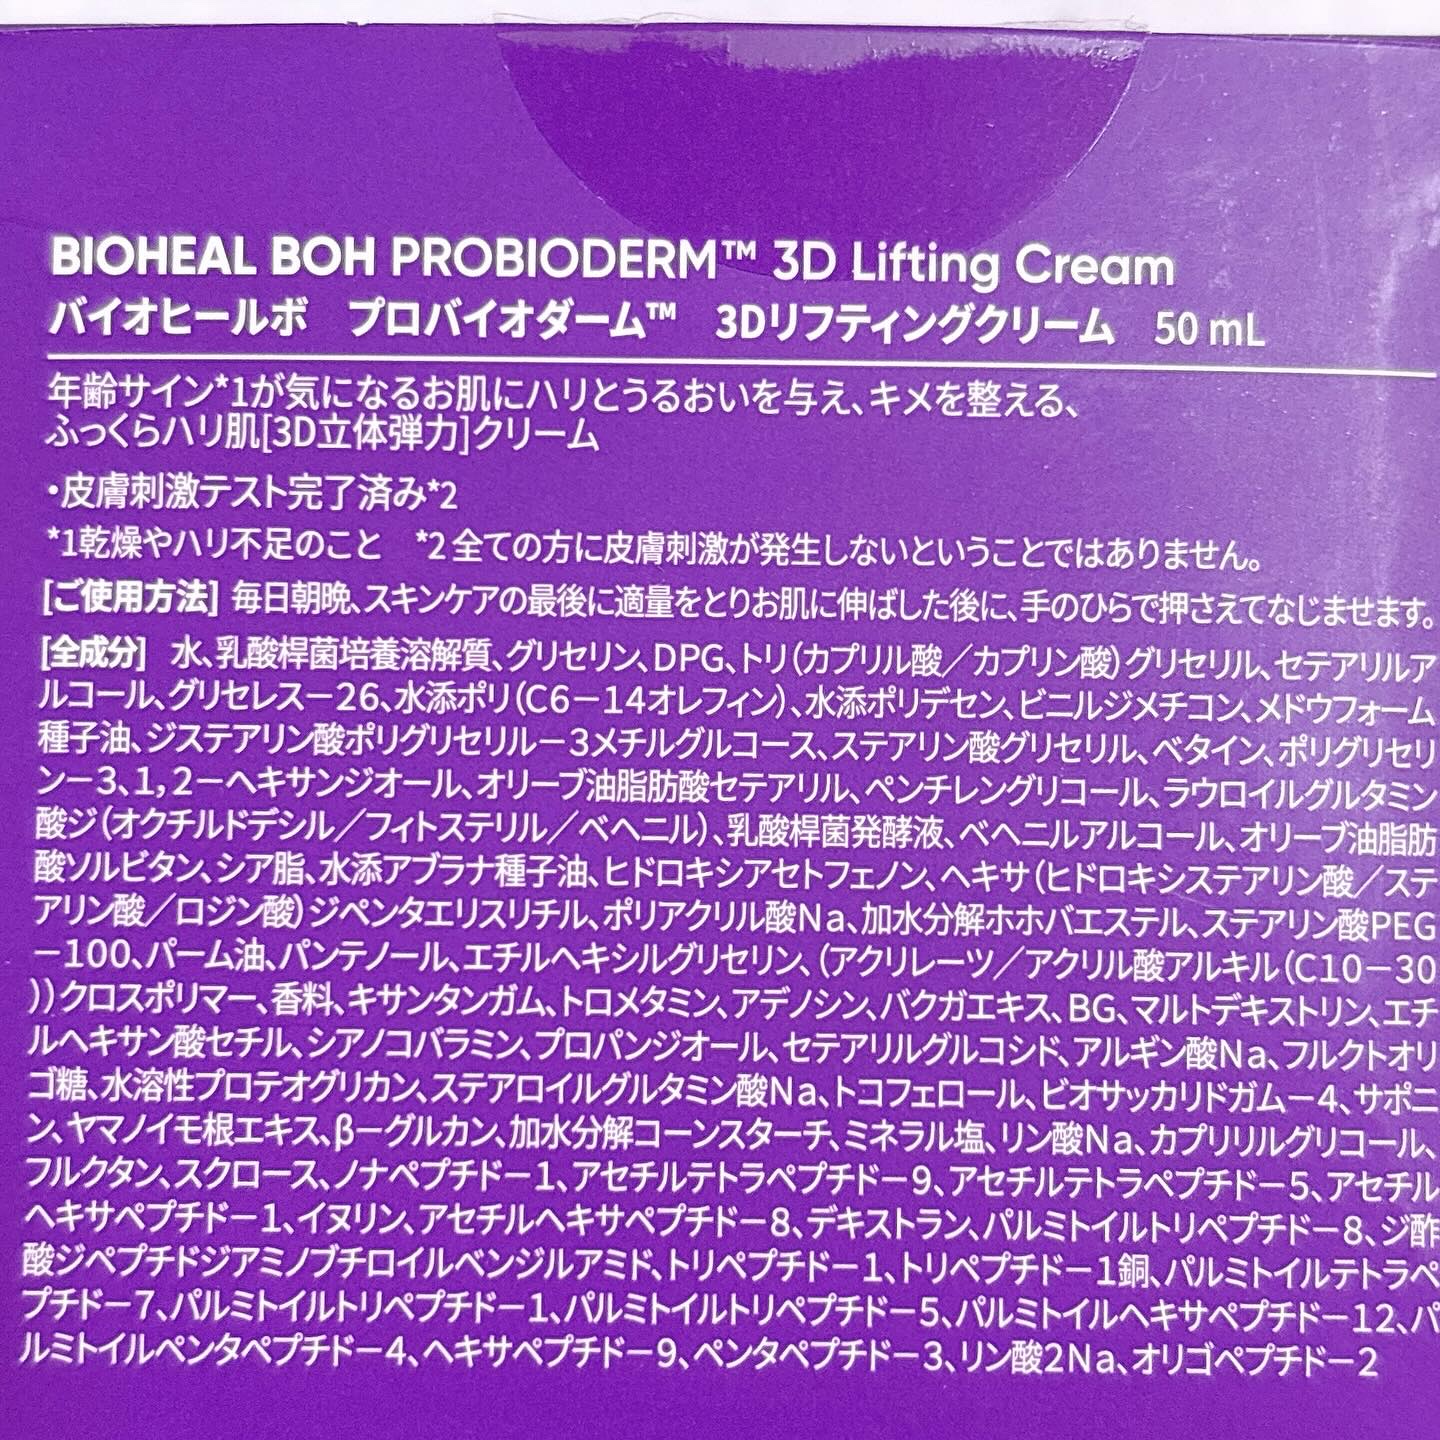 BIOHEAL BOH PROBIODERM™ 3D Lifting Cream
バイオヒールボ　プロバイオダーム™　3Dリフティングクリーム　50 mL
年齢サイン*1が気になるお肌にハリとうるおいを与え、キメを整える、
ふっくらハリ肌[3D立体弾力]クリーム
・皮膚刺激テスト完了済み*2
*1乾燥やハリ不足のこと　*2 全ての方に皮膚刺激が発生しないということではありません。
[ご使用方法] 毎日朝晩、スキンケアの最後に適量をとりお肌に伸ばした後に、手のひらで押さえてなじませます。
[全成分]　水、乳酸桿菌培養溶解質、グリセリン、DPG、トリ（カプリル酸／カプリン酸）グリセリル、セテアリルア
ルコール、グリセレス－26、水添ポリ（C6－14オレフィン）、水添ポリデセン、ビニルジメチコン、メドウフォーム
種子油、ジステアリン酸ポリグリセリル－3メチルグルコース、ステアリン酸グリセリル、ベタイン、ポリグリセリ
ン－3、1，2－ヘキサンジオール、オリーブ油脂肪酸セテアリル、ペンチレングリコール、ラウロイルグルタミン
酸ジ（オクチルドデシル／フィトステリル／ベヘニル）、乳酸桿菌発酵液、ベヘニルアルコール、オリーブ油脂肪
酸ソルビタン、シア脂、水添アブラナ種子油、ヒドロキシアセトフェノン、ヘキサ（ヒドロキシステアリン酸／ステ
アリン酸／ロジン酸）ジペンタエリスリチル、ポリアクリル酸Na、加水分解ホホバエステル、ステアリン酸PEG
－100、パーム油、パンテノール、エチルヘキシルグリセリン、（アクリレーツ／アクリル酸アルキル（C10－30
））クロスポリマー、香料、キサンタンガム、トロメタミン、アデノシン、バクガエキス、BG、マルトデキストリン、エチ
ルヘキサン酸セチル、シアノコバラミン、プロパンジオール、セテアリルグルコシド、アルギン酸Na、フルクトオリ
ゴ糖、水溶性プロテオグリカン、ステアロイルグルタミン酸Na、トコフェロール、ビオサッカリドガム－4、サポニ
ン、ヤマノイモ根エキス、β－グルカン、加水分解コーンスターチ、ミネラル塩、リン酸Na、カプリリルグリコール、
フルクタン、スクロース、ノナペプチド－1、アセチルテトラペプチド－9、アセチルテトラペプチド－5、アセチル
ヘキサペプチド－1、イヌリン、アセチルヘキサペプチド－8、デキストラン、パルミトイルトリペプチド－8、ジ酢
酸ジペプチドジアミノブチロイルベンジルアミド、トリペプチド－1、トリペプチド－1銅、パルミトイルテトラペ
プチド－7、パルミトイルトリペプチド－1、パルミトイルトリペプチド－5、パルミトイルヘキサペプチド－12、パ
ルミトイルペンタペプチド－4、ヘキサペプチド－9、ペンタペプチド－3、リン酸2Na、オリゴペプチド－2